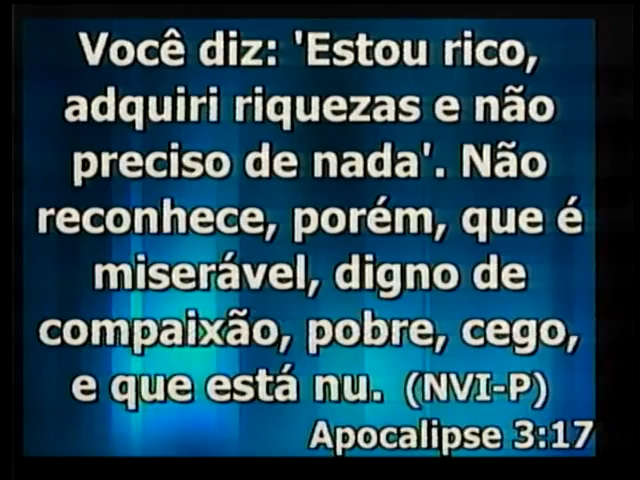 Você diz: 'Estou rico,
adquiri riquezas e não
preciso de nada'. Não
reconhece, porém, que é
miserável, digno de
compaixão, pobre, cego,
e que está nu. (NVI-P)
Apocalipse 3:17